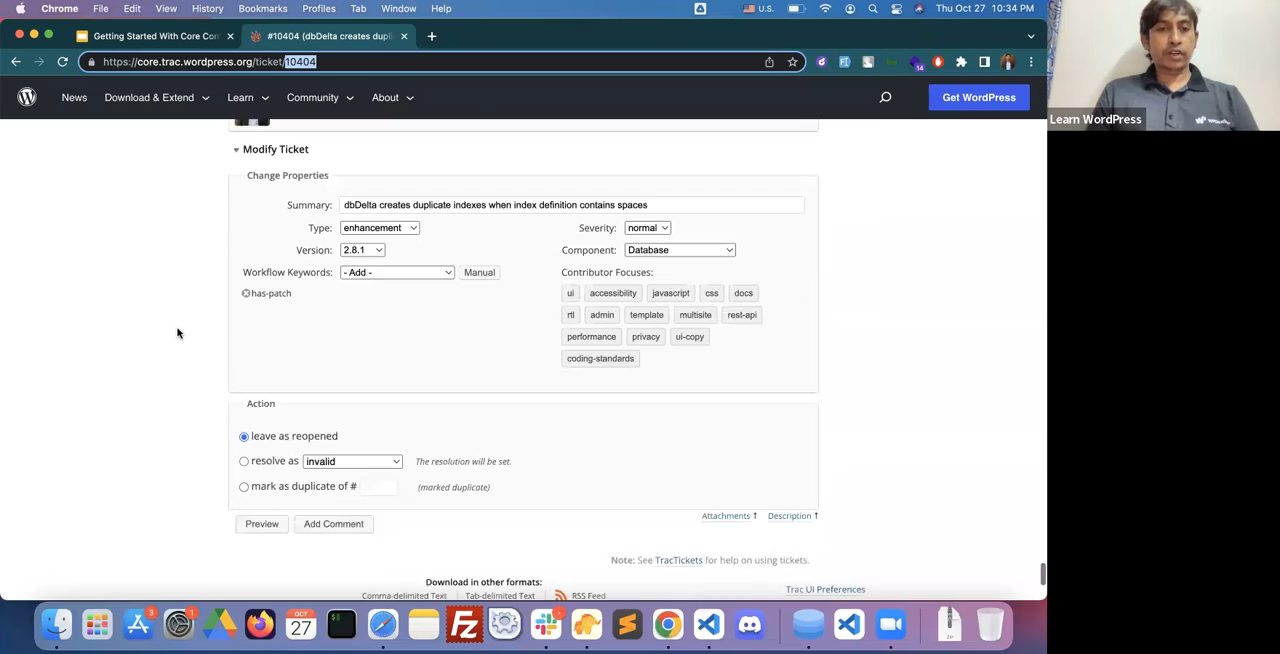 Chrome File Edit View History Bookmarks Profiles Tab Window Help U.S. Thu Oct 27 10:34 PM
Getting Started With Core Con #10404 (dbDelta creates dupli
https://core.trac.wordpress.org/ticket/10404
14
News Download & Extend Learn Community About Get WordPress
Learn WordPress
Modify Ticket
Change Properties
Summary: dbDelta creates duplicate indexes when index definition contains spaces
Type: enhancement Severity: normal
Version: 2.8.1 Component: Database
Workflow Keywords: - Add - Manual Contributor Focuses:
has-patch ui accessibility javascript css docs
rtl admin template multisite rest-api
performance privacy ui-copy
coding-standards
Action
leave as reopened
resolve as invalid The resolution will be set.
mark as duplicate of # (marked duplicate)
Attachments ↑ Description ↑
Preview Add Comment
Note: See TracTickets for help on using tickets.
Download in other formats:
Comma-delimited Text Tab-delimited Text RSS Feed
Trac UI Preferences
3 1 OCT 27 Fz ZIP